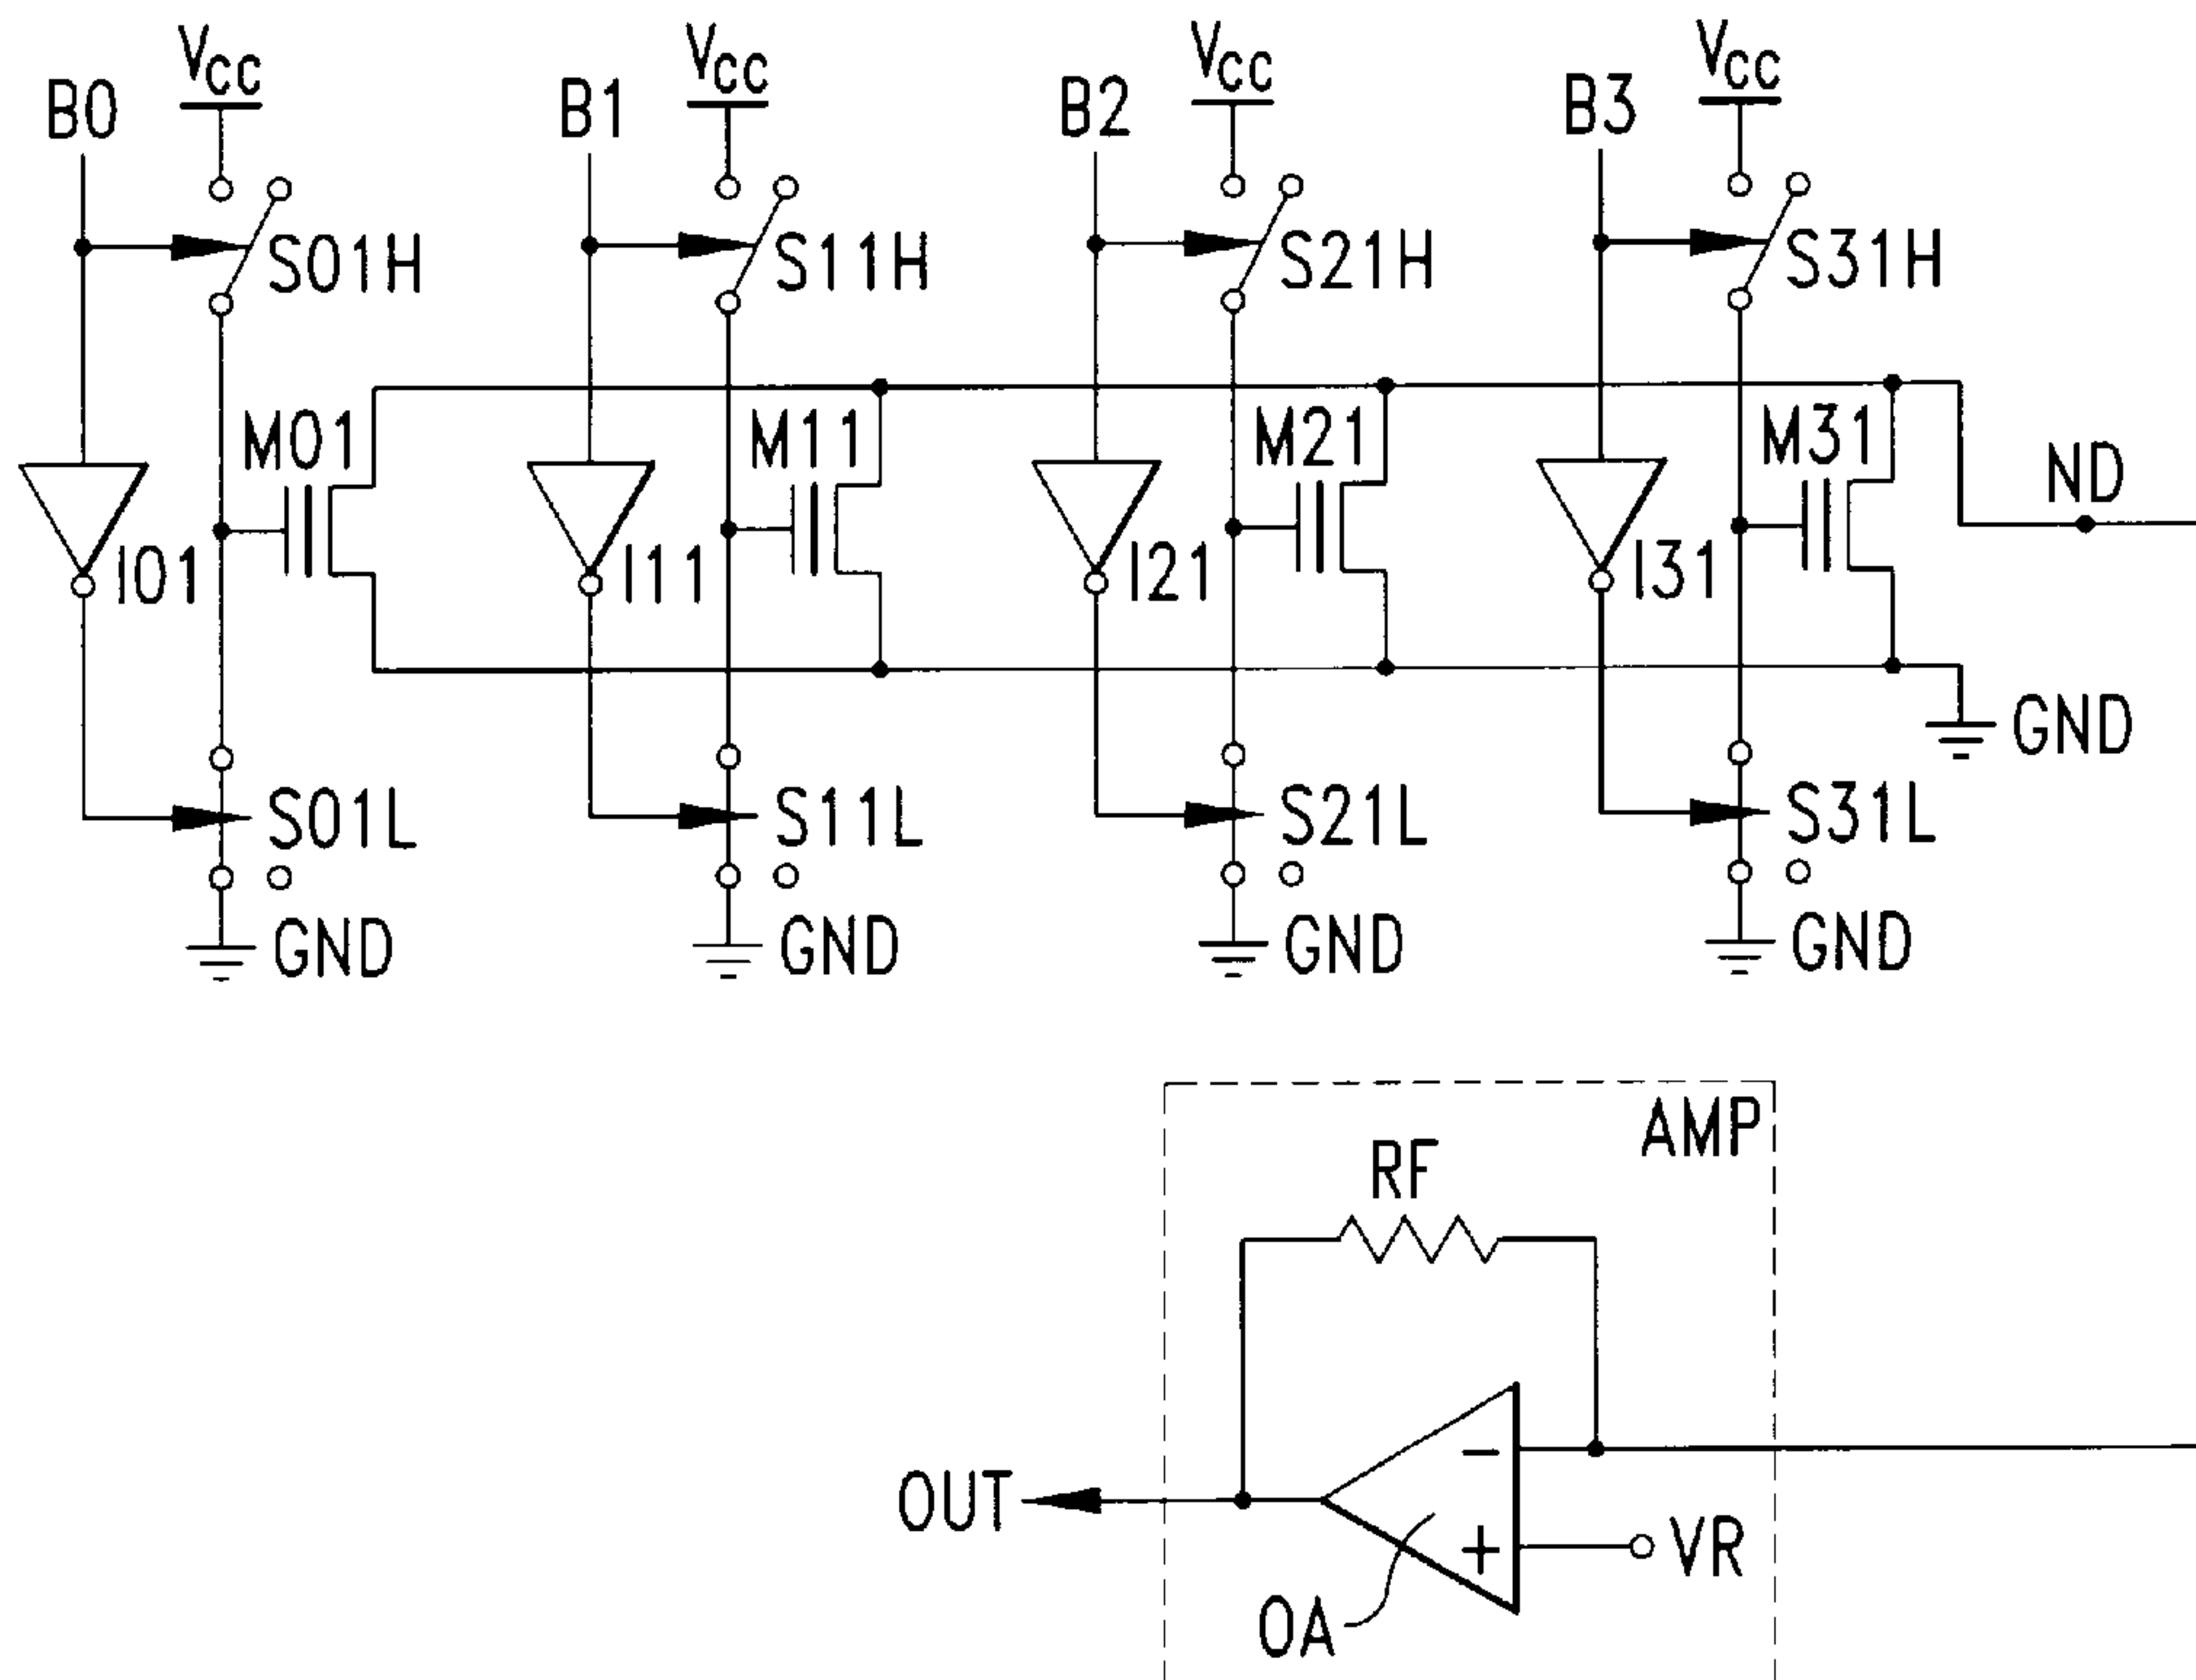 B0 VCC B1 VCC B2 VCC B3 VCC
S01H S11H S21H S31H
M01 M11 M21 M31 ND
I01 I11 I21 I31
GND
S01L S11L S21L S31L
GND GND GND GND
AMP
RF
−
OUT
+ VR
OA